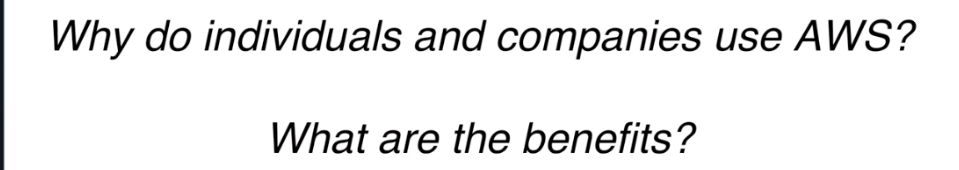 Why do individuals and companies use AWS?
What are the benefits?